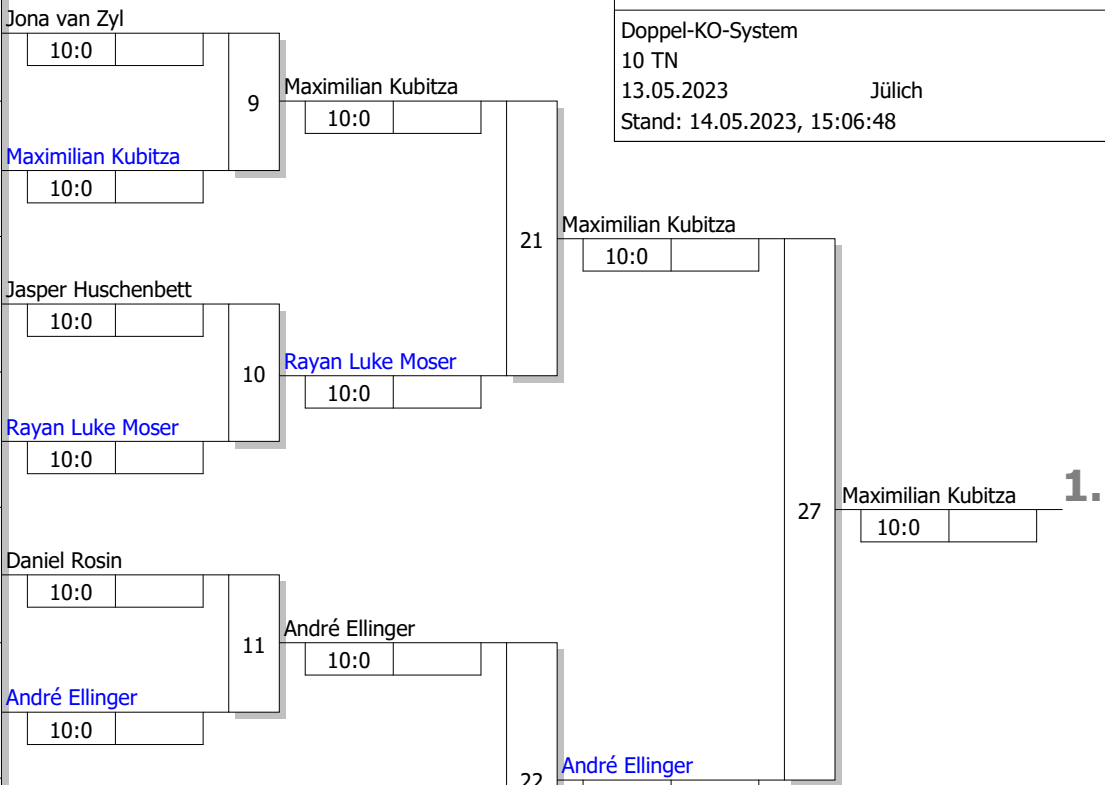 Jona van Zyl
10:0
9
Maximilian Kubitza
10:0
Maximilian Kubitza
10:0
Doppel-KO-System
10 TN
13.05.2023 Jülich
Stand: 14.05.2023, 15:06:48
21
Maximilian Kubitza
10:0
Jasper Huschenbett
10:0
10
Rayan Luke Moser
10:0
Rayan Luke Moser
10:0
27
Maximilian Kubitza
10:0
1.
Daniel Rosin
10:0
11
André Ellinger
10:0
André Ellinger
10:0
22
André Ellinger